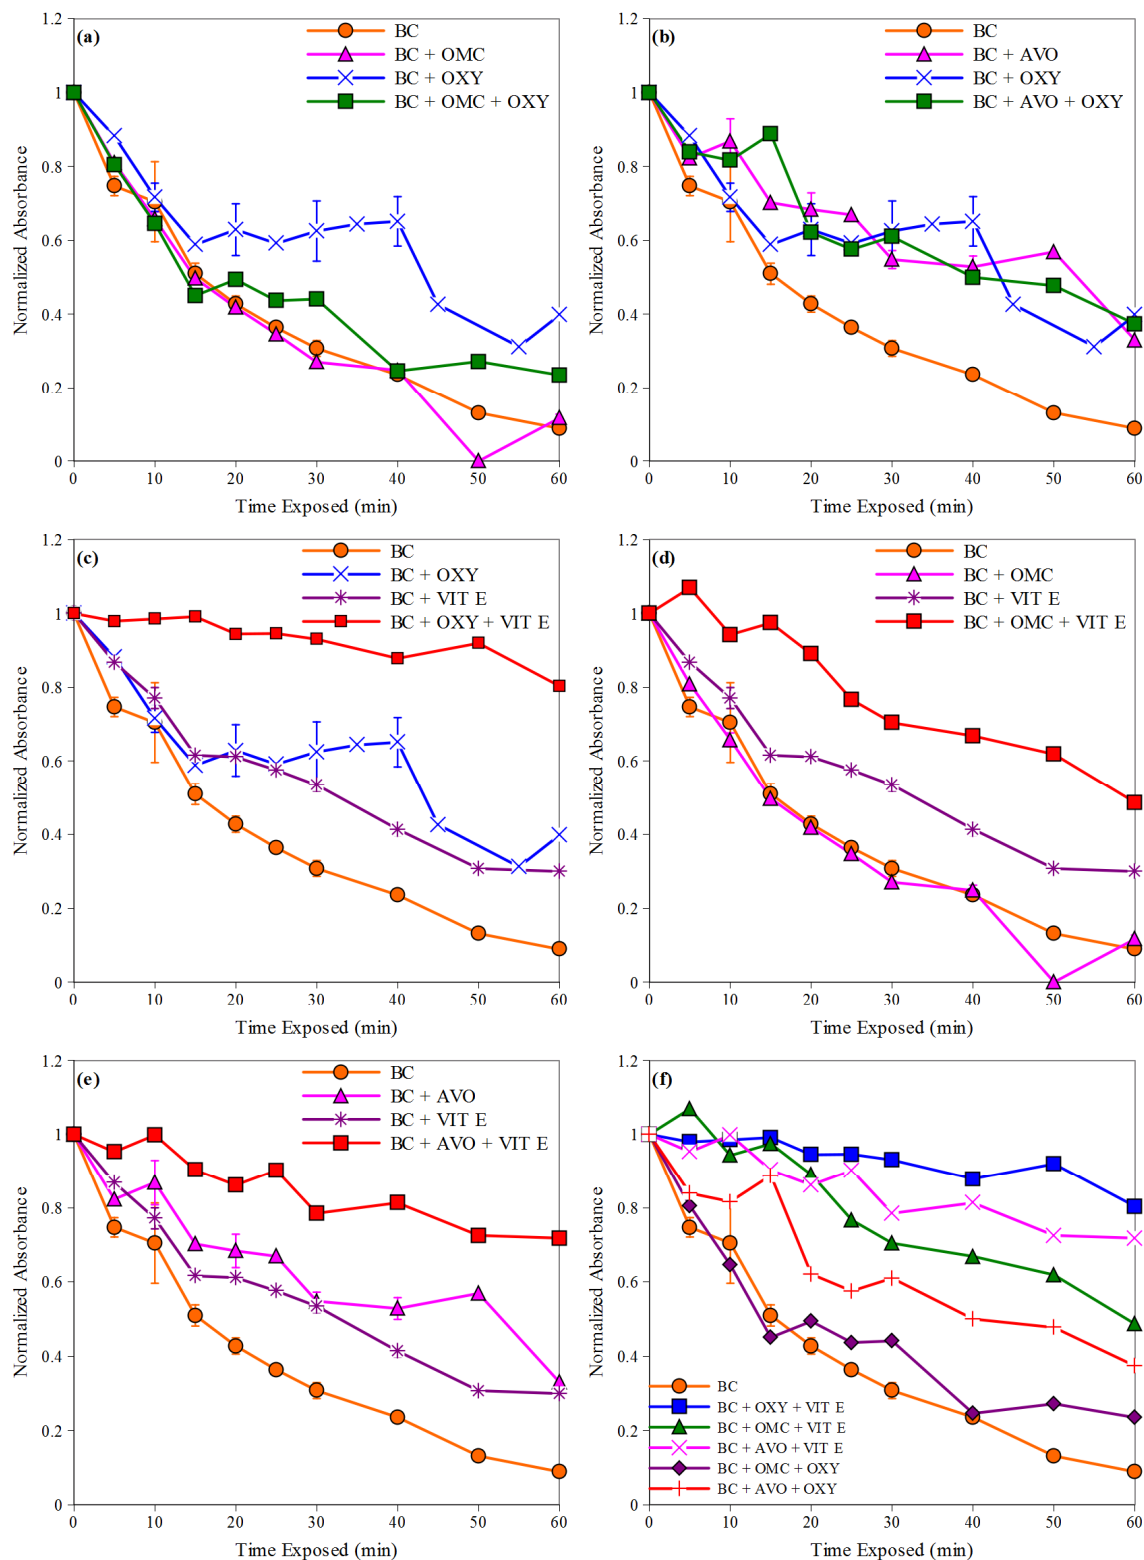 (a)
BC
BC + OMC
BC + OXY
BC + OMC + OXY
1.2
1
0.8
0.6
0.4
0.2
0
Normalized Absorbance
0 10 20 30 40 50 60
Time Exposed (min)
(b)
BC
BC + AVO
BC + OXY
BC + AVO + OXY
1.2
1
0.8
0.6
0.4
0.2
0
Normalized Absorbance
0 10 20 30 40 50 60
Time Exposed (min)
(c)
BC
BC + OXY
BC + VIT E
BC + OXY + VIT E
1.2
1
0.8
0.6
0.4
0.2
0
Normalized Absorbance
0 10 20 30 40 50 60
Time Exposed (min)
(d)
BC
BC + OMC
BC + VIT E
BC + OMC + VIT E
1.2
1
0.8
0.6
0.4
0.2
0
Normalized Absorbance
0 10 20 30 40 50 60
Time Exposed (min)
(e)
BC
BC + AVO
BC + VIT E
BC + AVO + VIT E
1.2
1
0.8
0.6
0.4
0.2
0
Normalized Absorbance
0 10 20 30 40 50 60
Time Exposed (min)
(f)
1.2
1
0.8
0.6
0.4
0.2
0
Normalized Absorbance
BC
BC + OXY + VIT E
BC + OMC + VIT E
BC + AVO + VIT E
BC + OMC + OXY
BC + AVO + OXY
0 10 20 30 40 50 60
Time Exposed (min)